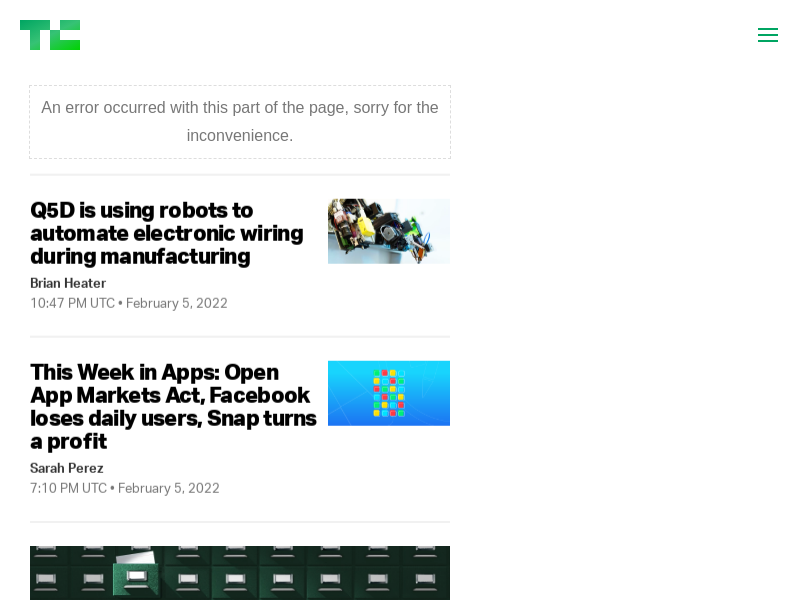 TC
An error occurred with this part of the page, sorry for the
inconvenience.
Q5D is using robots to
automate electronic wiring
during manufacturing
Brian Heater
10:47 PM UTC • February 5, 2022
This Week in Apps: Open
App Markets Act, Facebook
loses daily users, Snap turns
a profit
Sarah Perez
7:10 PM UTC • February 5, 2022